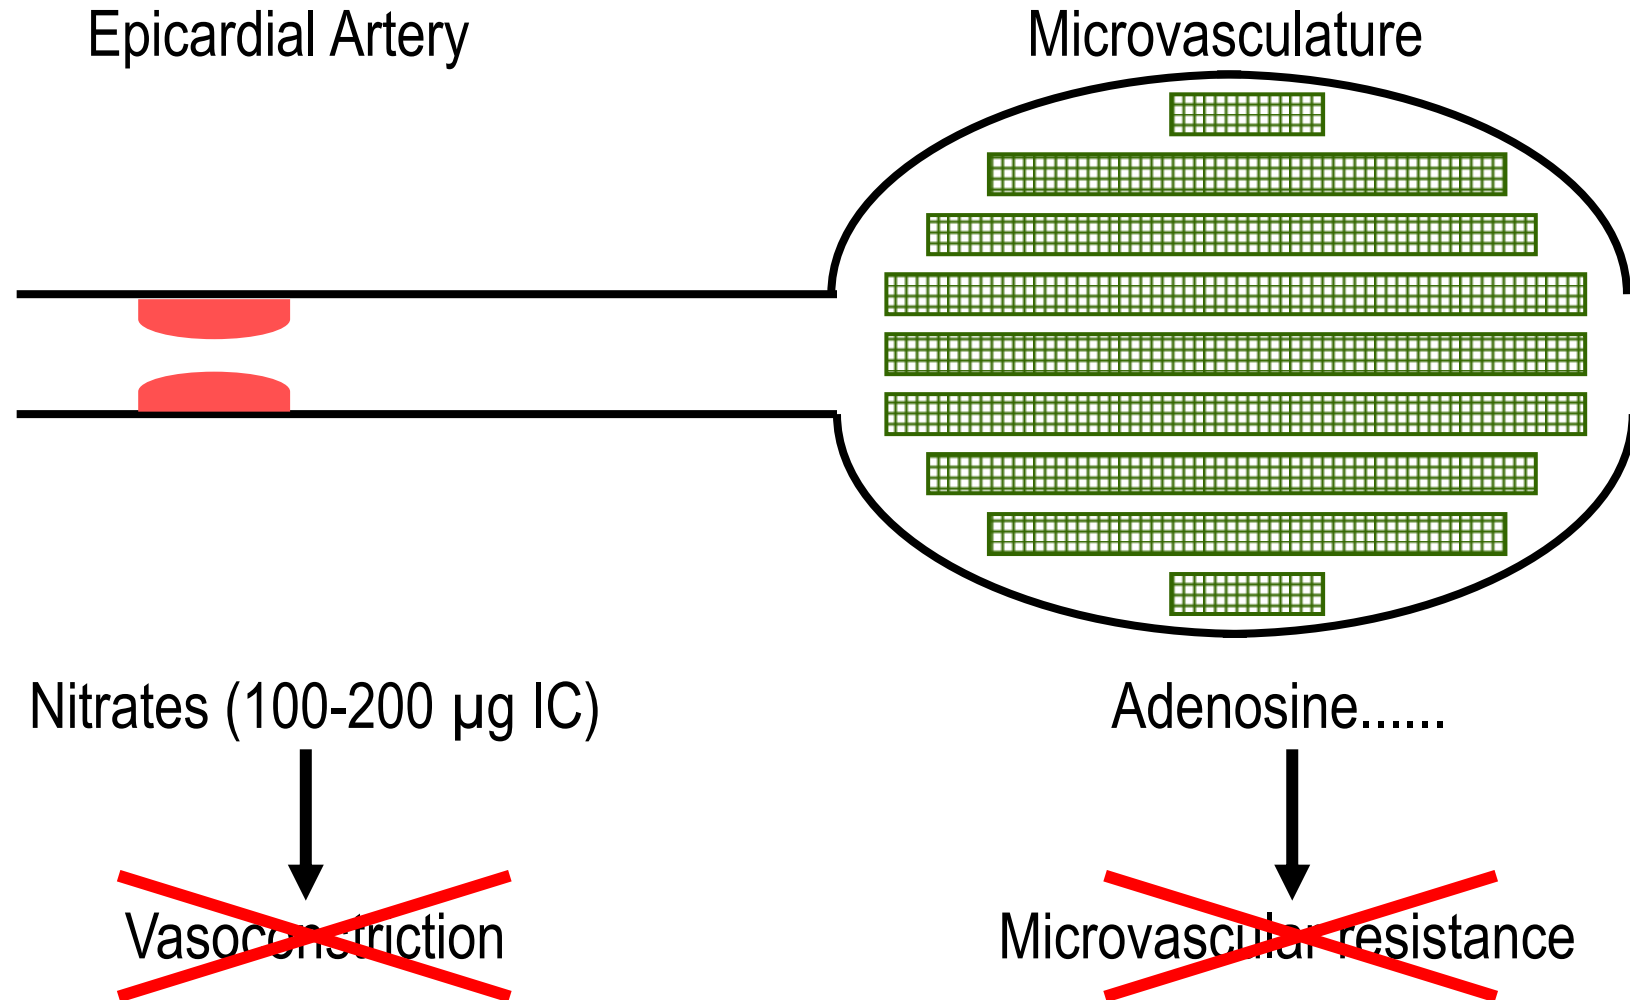 Epicardial Artery
Microvasculature
Nitrates (100-200 µg IC)
Adenosine......
Vasoconstriction
Microvascular resistance